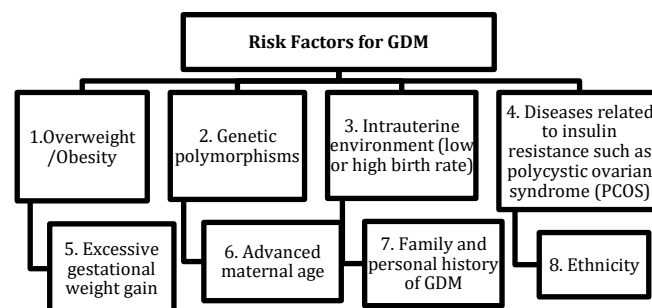 Risk Factors for GDM
1.Overweight
/Obesity
2. Genetic
polymorphisms
3. Intrauterine
environment (low
or high birth rate)
4. Diseases related
to insulin
resistance such as
polycystic ovarian
syndrome (PCOS)
5. Excessive
gestational
weight gain
6. Advanced
maternal age
7. Family and
personal history
of GDM
8. Ethnicity